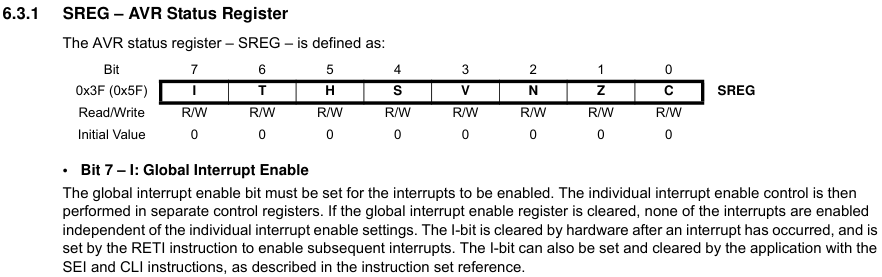 6.3.1 SREG – AVR Status Register
The AVR status register – SREG – is defined as:
Bit 7 6 5 4 3 2 1 0
0x3F (0x5F) I T H S V N Z C SREG
Read/Write R/W R/W R/W R/W R/W R/W R/W R/W
Initial Value 0 0 0 0 0 0 0 0
• Bit 7 – I: Global Interrupt Enable
The global interrupt enable bit must be set for the interrupts to be enabled. The individual interrupt enable control is then
performed in separate control registers. If the global interrupt enable register is cleared, none of the interrupts are enabled
independent of the individual interrupt enable settings. The I-bit is cleared by hardware after an interrupt has occurred, and is
set by the RETI instruction to enable subsequent interrupts. The I-bit can also be set and cleared by the application with the
SEI and CLI instructions, as described in the instruction set reference.